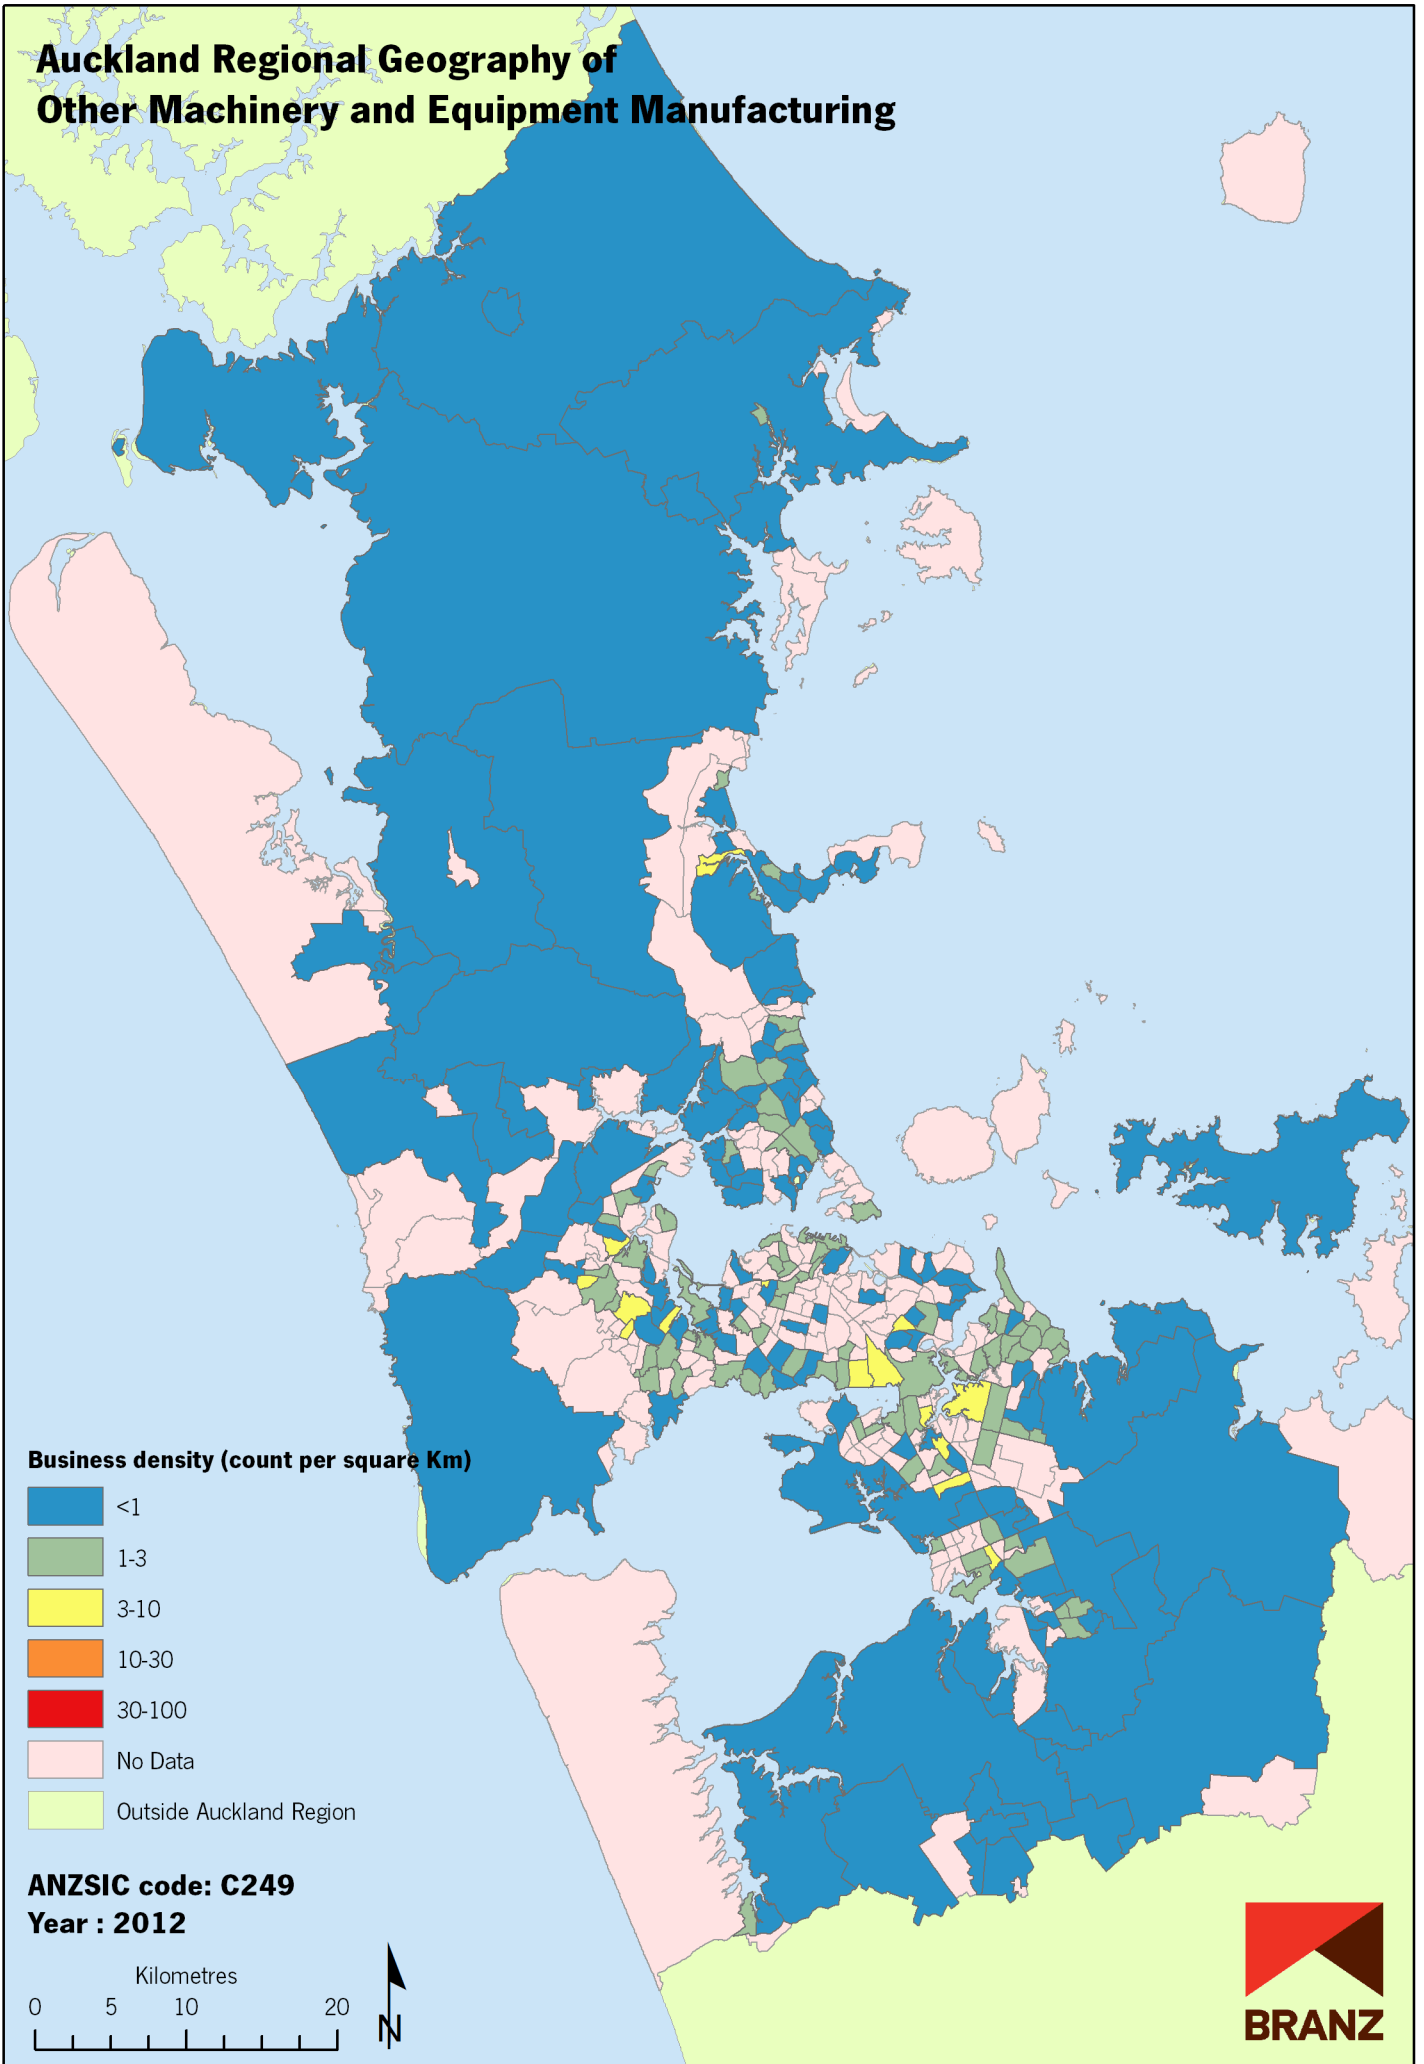 Auckland Regional Geography of
Other Machinery and Equipment Manufacturing
Business density (count per square Km)
<1
1-3
3-10
10-30
30-100
No Data
Outside Auckland Region
ANZSIC code: C249
Year : 2012
Kilometres
0 5 10 20
N
BRANZ